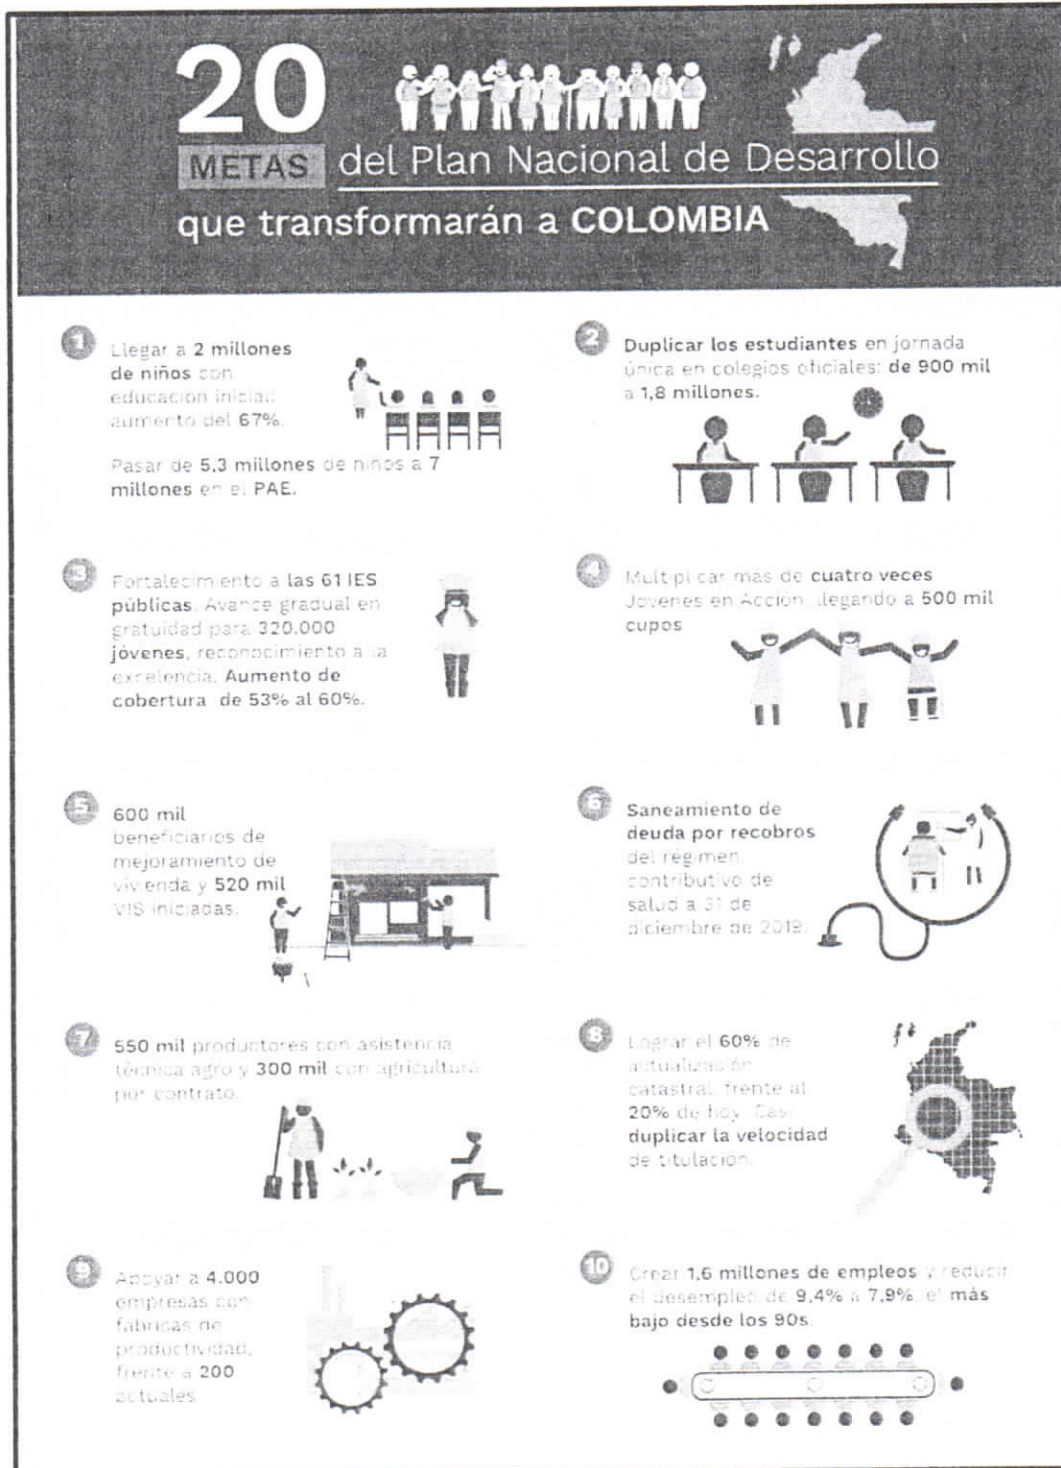 20
METAS del Plan Nacional de Desarrollo
que transformarán a COLOMBIA
1
Llegar a 2 millones
de niños con
educación inicial:
aumento del 67%.
Pasar de 5,3 millones de niños a 7
millones en el PAE.
2
Duplicar los estudiantes en jornada
única en colegios oficiales: de 900 mil
a 1,8 millones.
3
Fortalecimiento a las 61 IES
públicas. Avance gradual en
gratuidad para 320.000
jóvenes, reconocimiento a la
excelencia. Aumento de
cobertura de 53% al 60%.
4
Multiplicar más de cuatro veces
Jóvenes en Acción, llegando a 500 mil
cupos
5
600 mil
beneficiarios de
mejoramiento de
vivienda y 520 mil
VIS iniciadas.
6
Saneamiento de
deuda por recobros
del régimen
contributivo de
salud a 31 de
diciembre de 2019.
7
550 mil productores con asistencia
técnica agro y 300 mil con agricultura
por contrato.
8
Lograr el 60% de
actualización
catastral, frente al
20% de hoy. Casi
duplicar la velocidad
de titulación.
9
Apoyar a 4.000
empresas con
fábricas de
productividad,
frente a 200
actuales.
10
Crear 1,6 millones de empleos y reducir
el desempleo de 9,4% a 7,9%, el más
bajo desde los 90s